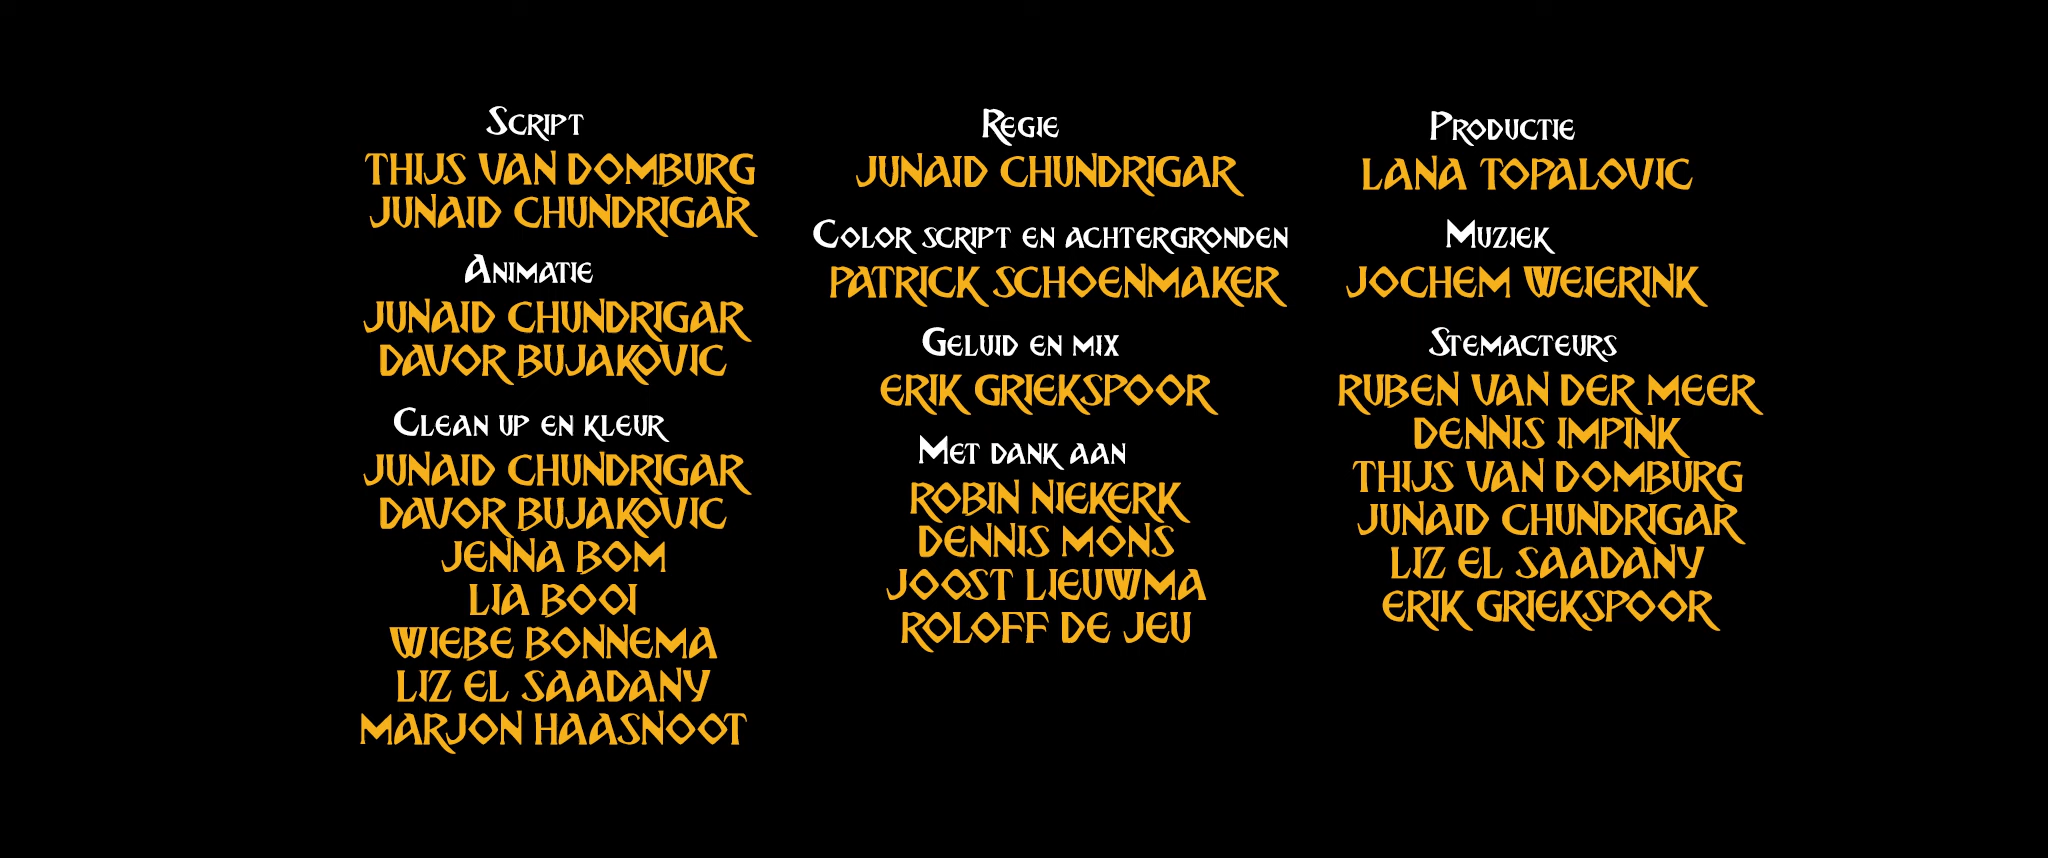 Script
THIJS VAN DOMBURG
JUNAID CHUNDRIGAR
Animatie
JUNAID CHUNDRIGAR
DAVOR BUJAKOVIC
Clean up en kleur
JUNAID CHUNDRIGAR
DAVOR BUJAKOVIC
JENNA BOM
LIA BOOI
WIEBE BONNEMA
LIZ EL SAADANY
MARJON HAASNOOT
Regie
JUNAID CHUNDRIGAR
Color script en achtergronden
PATRICK SCHOENMAKER
Geluid en mix
ERIK GRIEKSPOOR
Met dank aan
ROBIN NIEKERK
DENNIS MONS
JOOST LIEUWMA
ROLOFF DE JEU
Productie
LANA TOPALOVIC
Muziek
JOCHEM WEIERINK
Stemacteurs
RUBEN VAN DER MEER
DENNIS IMPINK
THIJS VAN DOMBURG
JUNAID CHUNDRIGAR
LIZ EL SAADANY
ERIK GRIEKSPOOR